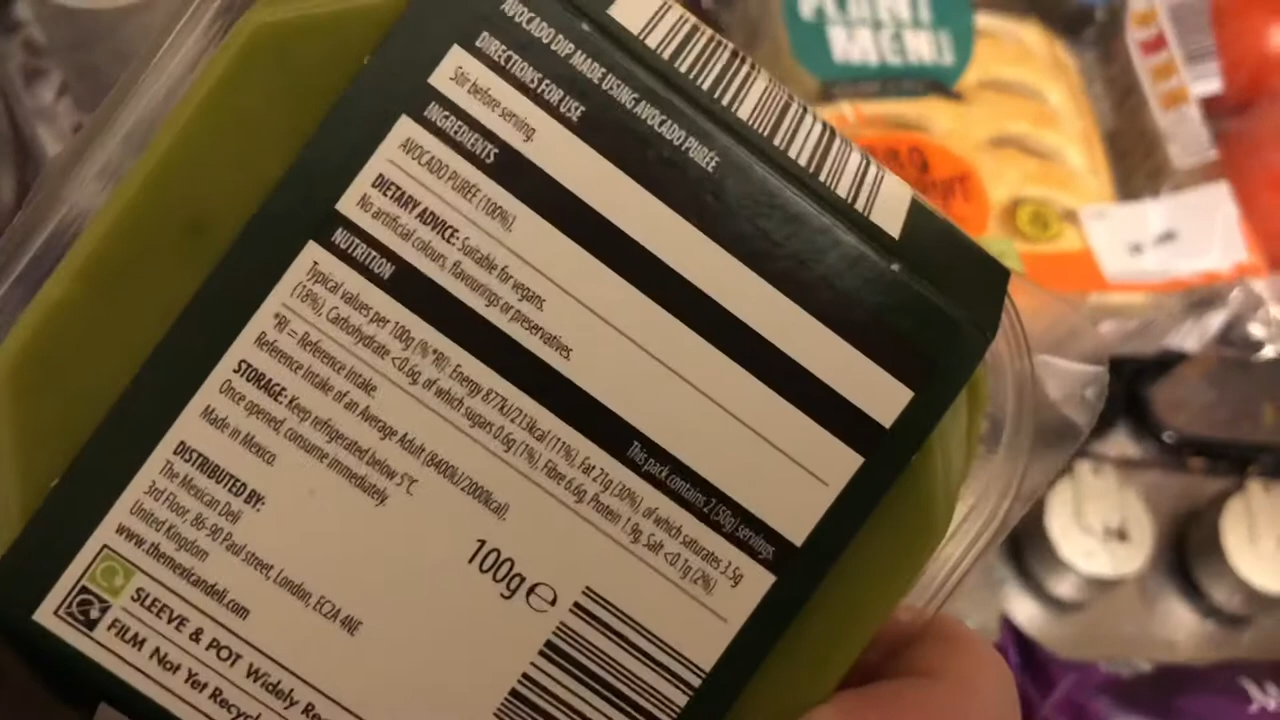 AVOCADO DIP MADE USING AVOCADO PURÉE
DIRECTIONS FOR USE
Stir before serving.
INGREDIENTS
AVOCADO PURÉE (100%).
DIETARY ADVICE: Suitable for vegans.
No artificial colours, flavourings or preservatives.
NUTRITION
This pack contains 2 (50g) servings.
Typical values per 100g (%*RI): Energy 877kJ/213kcal (11%), Fat 21g (30%), of which saturates 3.5g
(18%), Carbohydrate <0.6g, of which sugars 0.6g (1%), Fibre 6.6g, Protein 1.9g, Salt <0.1g (2%).
*RI = Reference Intake.
Reference Intake of an Average Adult (8400kJ/2000kcal).
STORAGE: Keep refrigerated below 5°C.
Once opened, consume immediately.
Made in Mexico.
DISTRIBUTED BY:
The Mexican Deli
3rd Floor, 86-90 Paul street, London, EC2A 4NE
United Kingdom
www.themexicandeli.com
100g ℮
SLEEVE & POT Widely
FILM Not Yet
PLANT
MENU